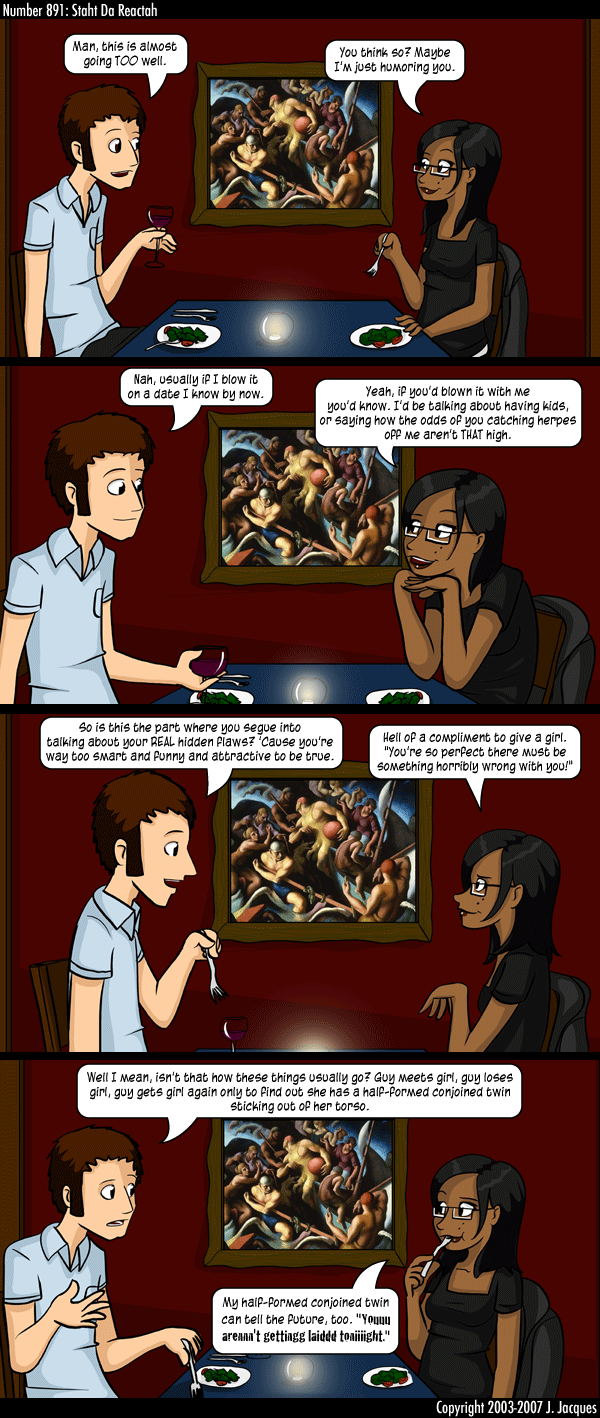 Number 891: Staht Da Reactah
Man, this is almost
going TOO well.
You think so? Maybe
I'm just humoring you.
Nah, usually if I blow it
on a date I know by now.
Yeah, if you'd blown it with me
you'd know. I'd be talking about having kids,
or saying how the odds of you catching herpes
off me aren't THAT high.
So is this the part where you segue into
talking about your REAL hidden flaws? 'Cause you're
way too smart and funny and attractive to be true.
Hell of a compliment to give a girl.
"You're so perfect there must be
something horribly wrong with you!"
Well I mean, isn't that how these things usually go? Guy meets girl, guy loses
girl, guy gets girl again only to find out she has a half-formed conjoined twin
sticking out of her torso.
My half-formed conjoined twin
can tell the future, too. "Youuu
arennn't gettingg laiddd toniiiight."
Copyright 2003-2007 J. Jacques